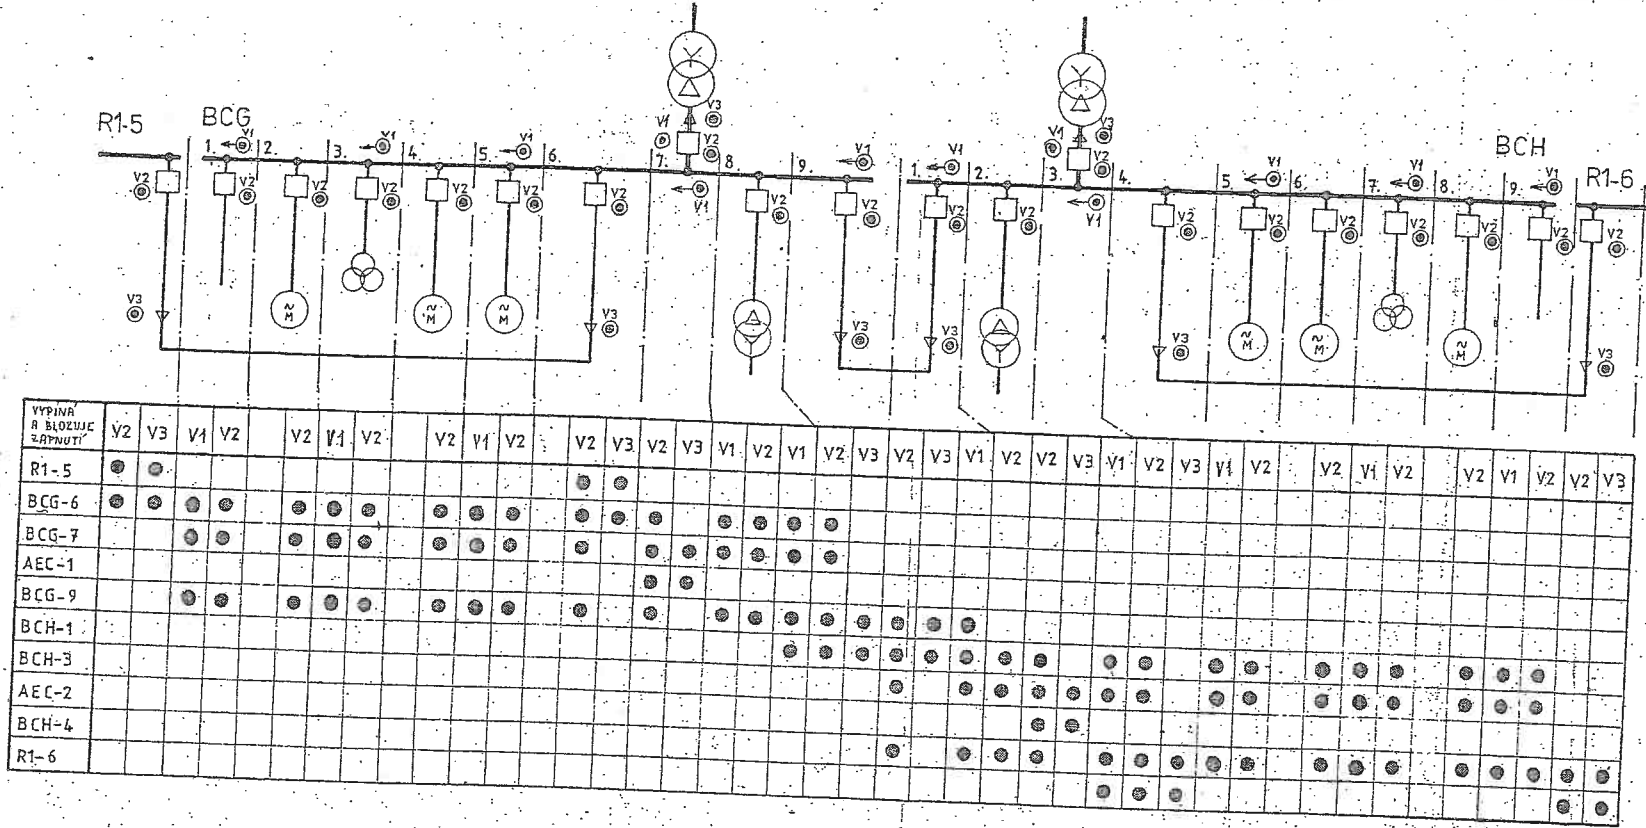 R1-5
BCG
BCH
R1-6
1. V1 2. 3. V1 4. 5. V1 6. 7. V1 V3 V2 8. 9. V1
1. V1 2. 3. V1 V3 V2 4. 5. V1 6. 7. V1 8. 9. V1
V2 V2 V2 V2 V2 V2 V2 V1 V2 V2
V2 V2 V1 V2 V2 V2 V2 V2 V2 V2
V3 V3 V3 V3 V3 V3
Y Δ
Y Δ
~ M ~ M ~ M
Δ Y
Δ Y
~ M ~ M ~ M
VYPÍNÁ
A BLOZUJE
ZAPNUTÍ
V2 V3 V1 V2 V2 V1 V2 V2 V1 V2 V2 V3 V2 V3 V1 V2 V1 V2 V3 V2 V3 V1 V2 V2 V3 V1 V2 V3 V1 V2 V2 V1 V2 V2 V1 V2 V2 V3
R1-5
BCG-6
BCG-7
AEC-1
BCG-9
BCH-1
BCH-3
AEC-2
BCH-4
R1-6